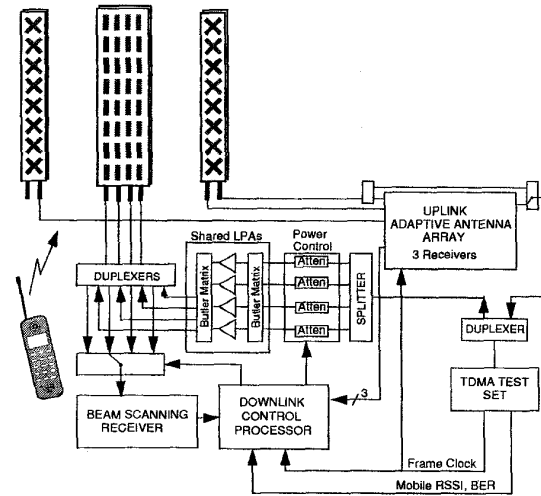 UPLINK
ADAPTIVE ANTENNA
ARRAY
3 Receivers
Shared LPAs
Power
Control
DUPLEXERS
Butler Matrix
Butler Matrix
Atten
Atten
Atten
Atten
SPLITTER
DUPLEXER
TDMA TEST
SET
3
BEAM SCANNING
RECEIVER
DOWNLINK
CONTROL
PROCESSOR
Frame Clock
Mobile RSSI, BER